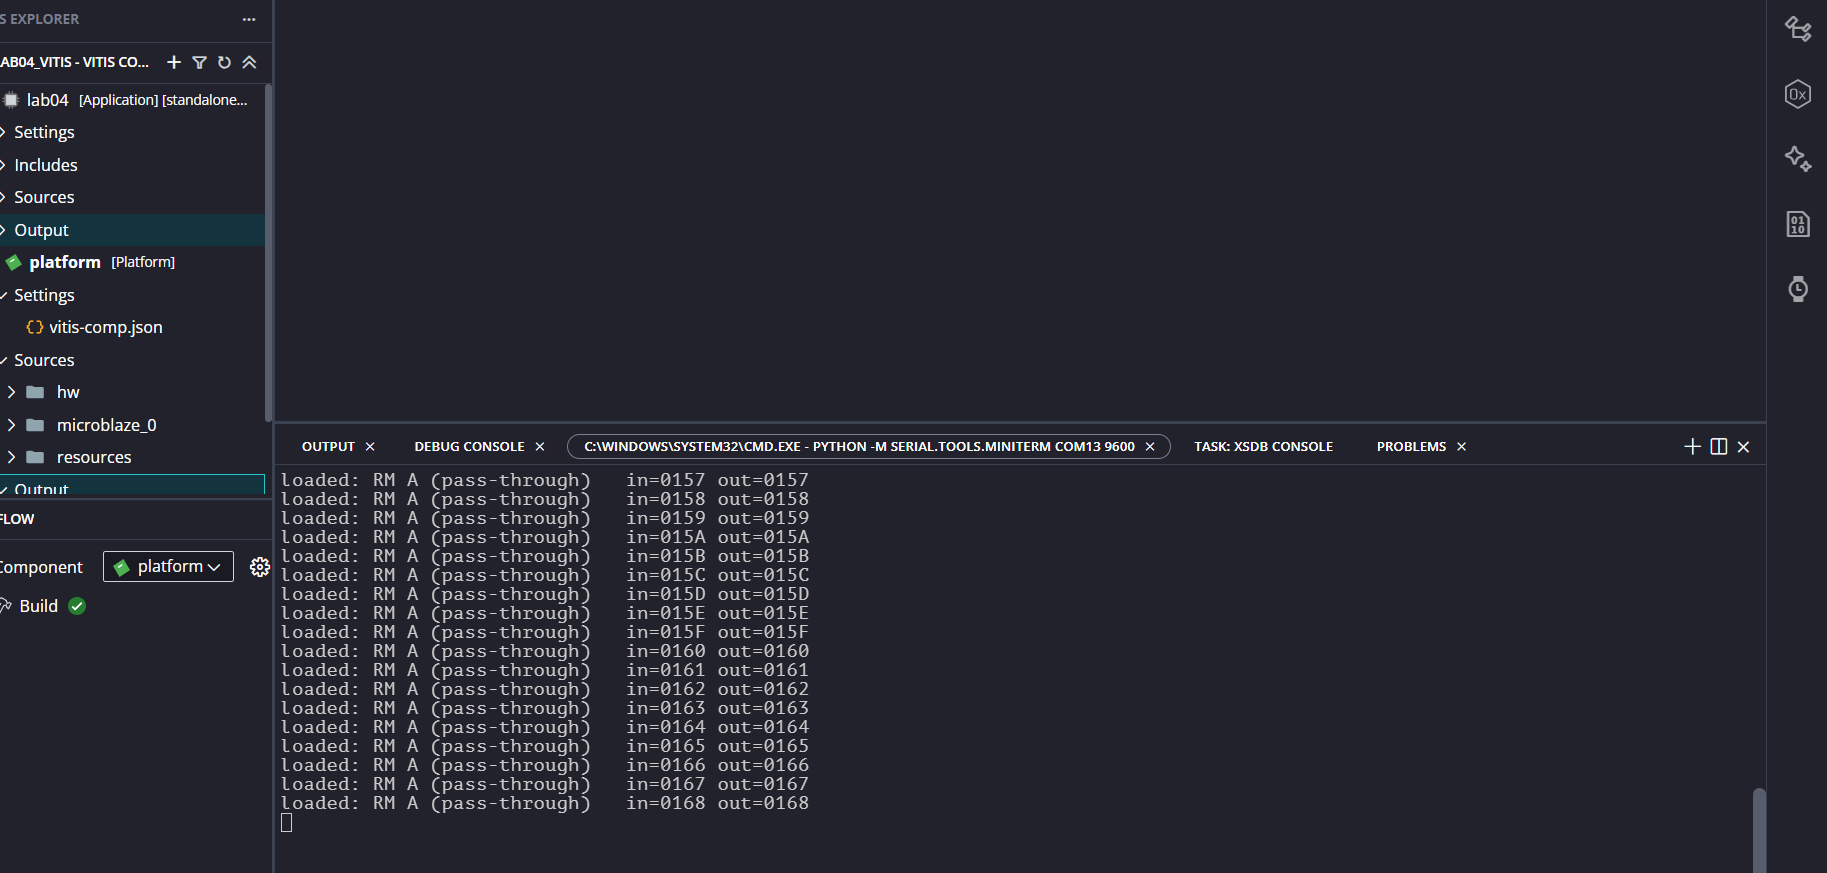 S EXPLORER
AB04_VITIS - VITIS CO...
lab04 [Application] [standalone...
Settings
Includes
Sources
Output
platform [Platform]
Settings
{} vitis-comp.json
Sources
hw
microblaze_0
resources
Output
FLOW
Component platform
Build
OUTPUT
DEBUG CONSOLE
C:\WINDOWS\SYSTEM32\CMD.EXE - PYTHON -M SERIAL.TOOLS.MINITERM COM13 9600
TASK: XSDB CONSOLE
PROBLEMS
loaded: RM A (pass-through)   in=0157 out=0157
loaded: RM A (pass-through)   in=0158 out=0158
loaded: RM A (pass-through)   in=0159 out=0159
loaded: RM A (pass-through)   in=015A out=015A
loaded: RM A (pass-through)   in=015B out=015B
loaded: RM A (pass-through)   in=015C out=015C
loaded: RM A (pass-through)   in=015D out=015D
loaded: RM A (pass-through)   in=015E out=015E
loaded: RM A (pass-through)   in=015F out=015F
loaded: RM A (pass-through)   in=0160 out=0160
loaded: RM A (pass-through)   in=0161 out=0161
loaded: RM A (pass-through)   in=0162 out=0162
loaded: RM A (pass-through)   in=0163 out=0163
loaded: RM A (pass-through)   in=0164 out=0164
loaded: RM A (pass-through)   in=0165 out=0165
loaded: RM A (pass-through)   in=0166 out=0166
loaded: RM A (pass-through)   in=0167 out=0167
loaded: RM A (pass-through)   in=0168 out=0168
0x
01
10